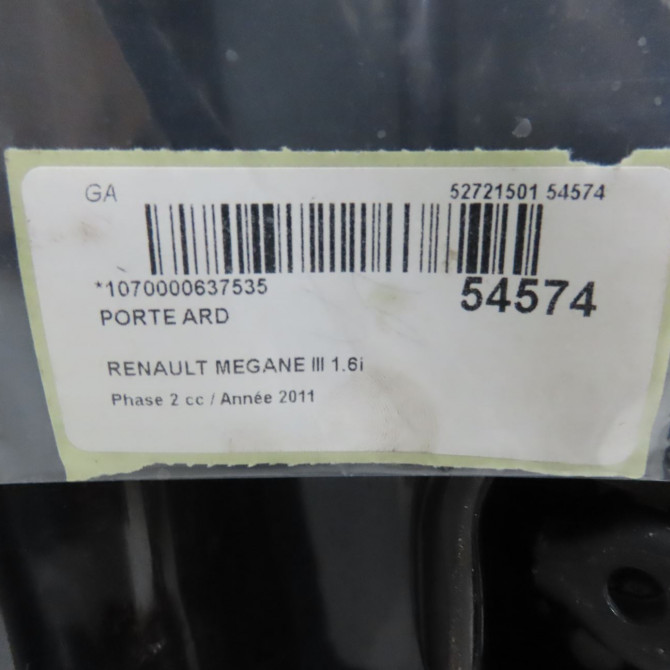 GA 52721501 54574
*1070000637535 54574
PORTE ARD
RENAULT MEGANE III 1.6i
Phase 2 cc / Année 2011